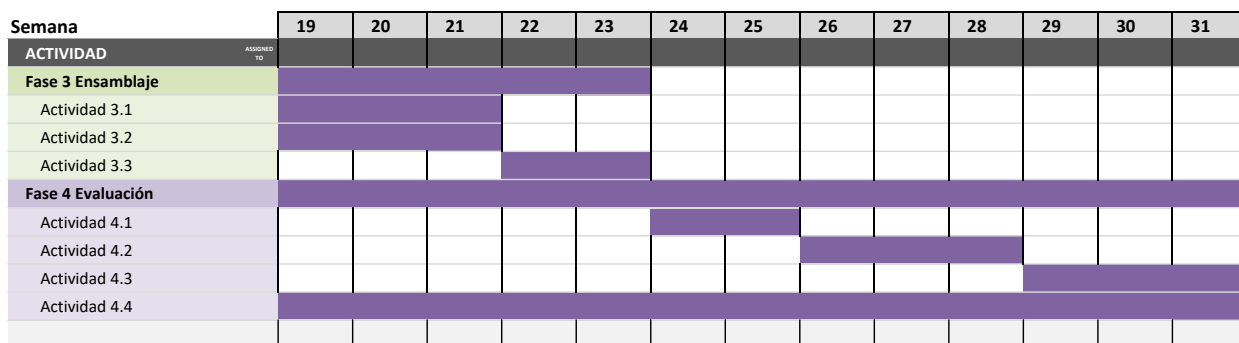 Semana 19 20 21 22 23 24 25 26 27 28 29 30 31
ACTIVIDAD ASSIGNED TO
Fase 3 Ensamblaje
Actividad 3.1
Actividad 3.2
Actividad 3.3
Fase 4 Evaluación
Actividad 4.1
Actividad 4.2
Actividad 4.3
Actividad 4.4